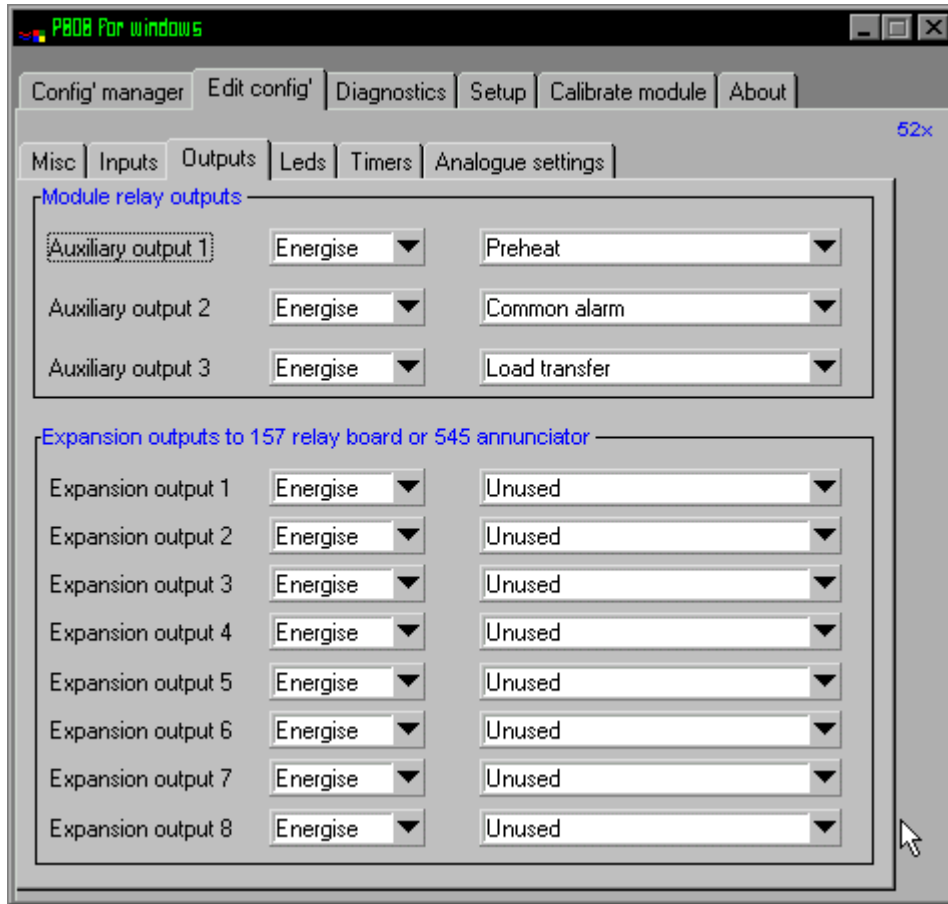 P808 For windows
Config' manager Edit config' Diagnostics Setup Calibrate module About
52x
Misc Inputs Outputs Leds Timers Analogue settings
Module relay outputs
Auxiliary output 1 Energise Preheat
Auxiliary output 2 Energise Common alarm
Auxiliary output 3 Energise Load transfer
Expansion outputs to 157 relay board or 545 annunciator
Expansion output 1 Energise Unused
Expansion output 2 Energise Unused
Expansion output 3 Energise Unused
Expansion output 4 Energise Unused
Expansion output 5 Energise Unused
Expansion output 6 Energise Unused
Expansion output 7 Energise Unused
Expansion output 8 Energise Unused